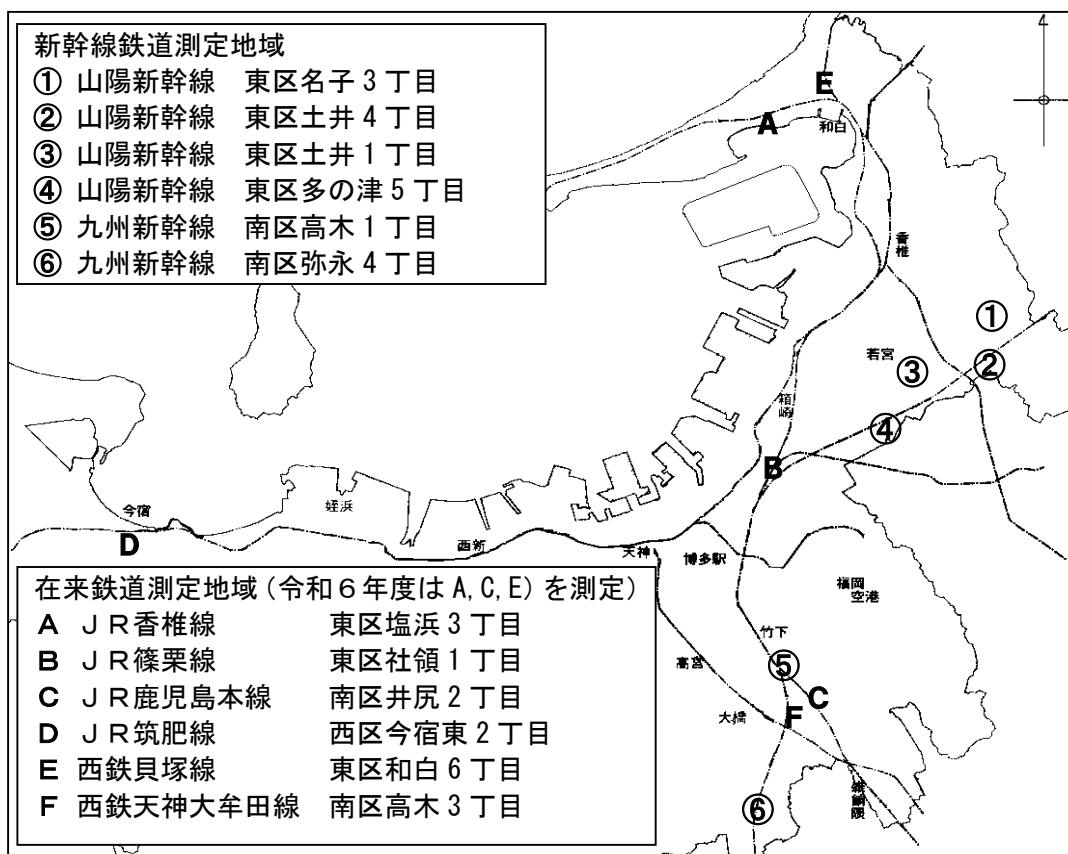 新幹線鉄道測定地域
① 山陽新幹線 東区名子3丁目
② 山陽新幹線 東区土井4丁目
③ 山陽新幹線 東区土井1丁目
④ 山陽新幹線 東区多の津5丁目
⑤ 九州新幹線 南区高木1丁目
⑥ 九州新幹線 南区弥永4丁目
4
E
A
和白
香椎
①
若宮
③
②
箱崎
④
B
姪浜
今宿
D
西新
天神
博多駅
福岡空港
竹下
高宮
⑤
C
大橋
F
⑥
雑餉隈
在来鉄道測定地域(令和6年度はA,C,E)を測定)
A JR香椎線 東区塩浜3丁目
B JR篠栗線 東区社領1丁目
C JR鹿児島本線 南区井尻2丁目
D JR筑肥線 西区今宿東2丁目
E 西鉄貝塚線 東区和白6丁目
F 西鉄天神大牟田線 南区高木3丁目